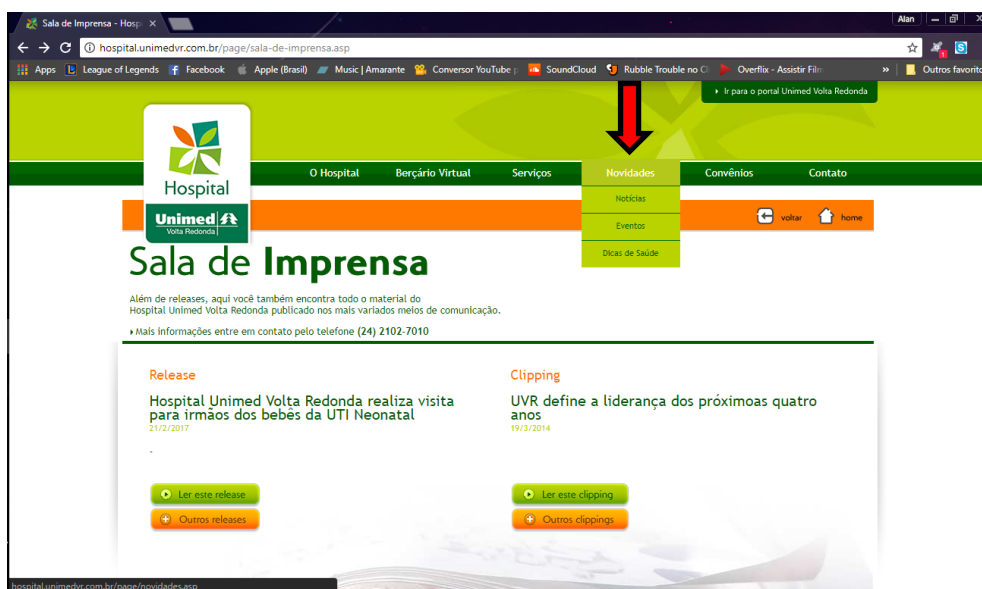 Sala de Imprensa - Hosp
Alan
hospital.unimedvr.com.br/page/sala-de-imprensa.asp
Apps League of Legends Facebook Apple (Brasil) Music | Amarante Conversor YouTube SoundCloud Rubble Trouble no Overflix - Assistir Film » Outros favorito
Ir para o portal Unimed Volta Redonda
Hospital
Unimed
Volta Redonda
O Hospital Berçário Virtual Serviços Novidades Convênios Contato
Notícias
Eventos
Dicas de Saúde
voltar home
Sala de Imprensa
Além de releases, aqui você também encontra todo o material do
Hospital Unimed Volta Redonda publicado nos mais variados meios de comunicação.
Mais informações entre em contato pelo telefone (24) 2102-7010
Release
Hospital Unimed Volta Redonda realiza visita
para irmãos dos bebês da UTI Neonatal
21/2/2017
.
Ler este release
Outros releases
Clipping
UVR define a liderança dos próximoas quatro
anos
19/3/2014
Ler este clipping
Outros clippings
hospital.unimedvr.com.br/page/novidades.asp